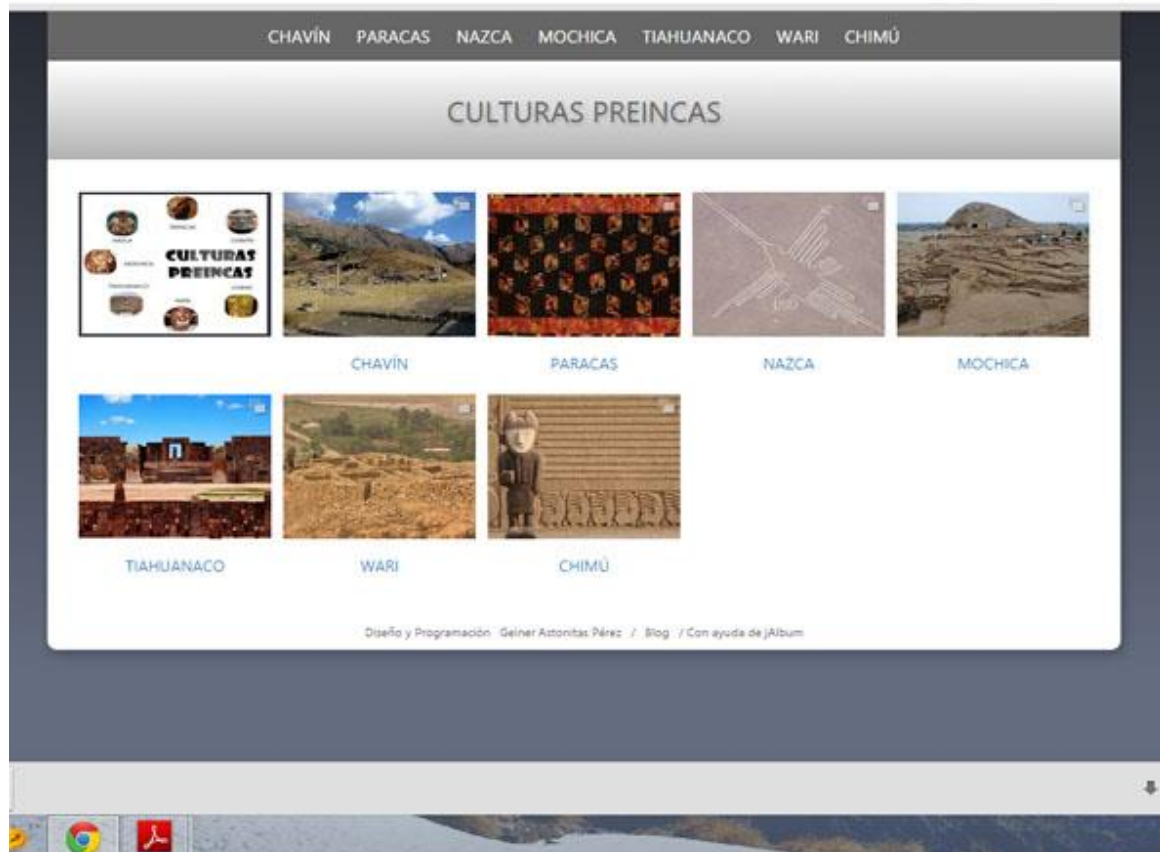 CHAVÍN PARACAS NAZCA MOCHICA TIAHUANACO WARI CHIMÚ
CULTURAS PREINCAS
CULTURAS
PREINCAS
CHAVÍN PARACAS NAZCA MOCHICA
TIAHUANACO WARI CHIMÚ
Diseño y Programación Geiner Astonitas Pérez / Blog / Con ayuda de jAlbum